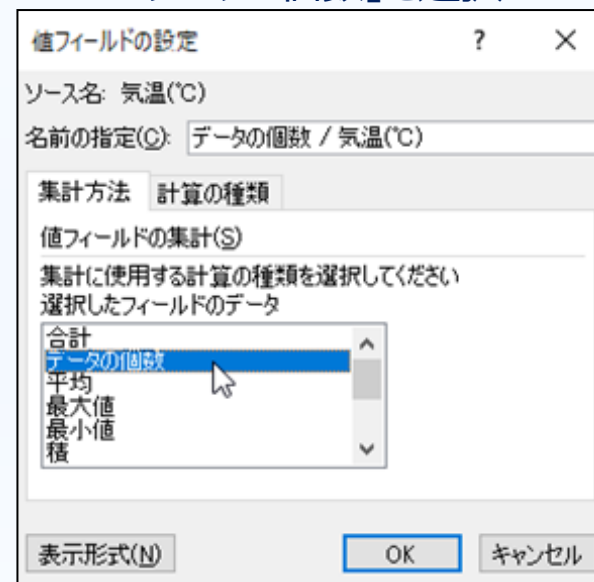 個数」を選択
値フィールドの設定 ? ×
ソース名: 気温(℃)
名前の指定(C): データの個数 / 気温(℃)
集計方法 計算の種類
値フィールドの集計(S)
集計に使用する計算の種類を選択してください
選択したフィールドのデータ
合計
データの個数
平均
最大値
最小値
積
表示形式(N) OK キャンセル